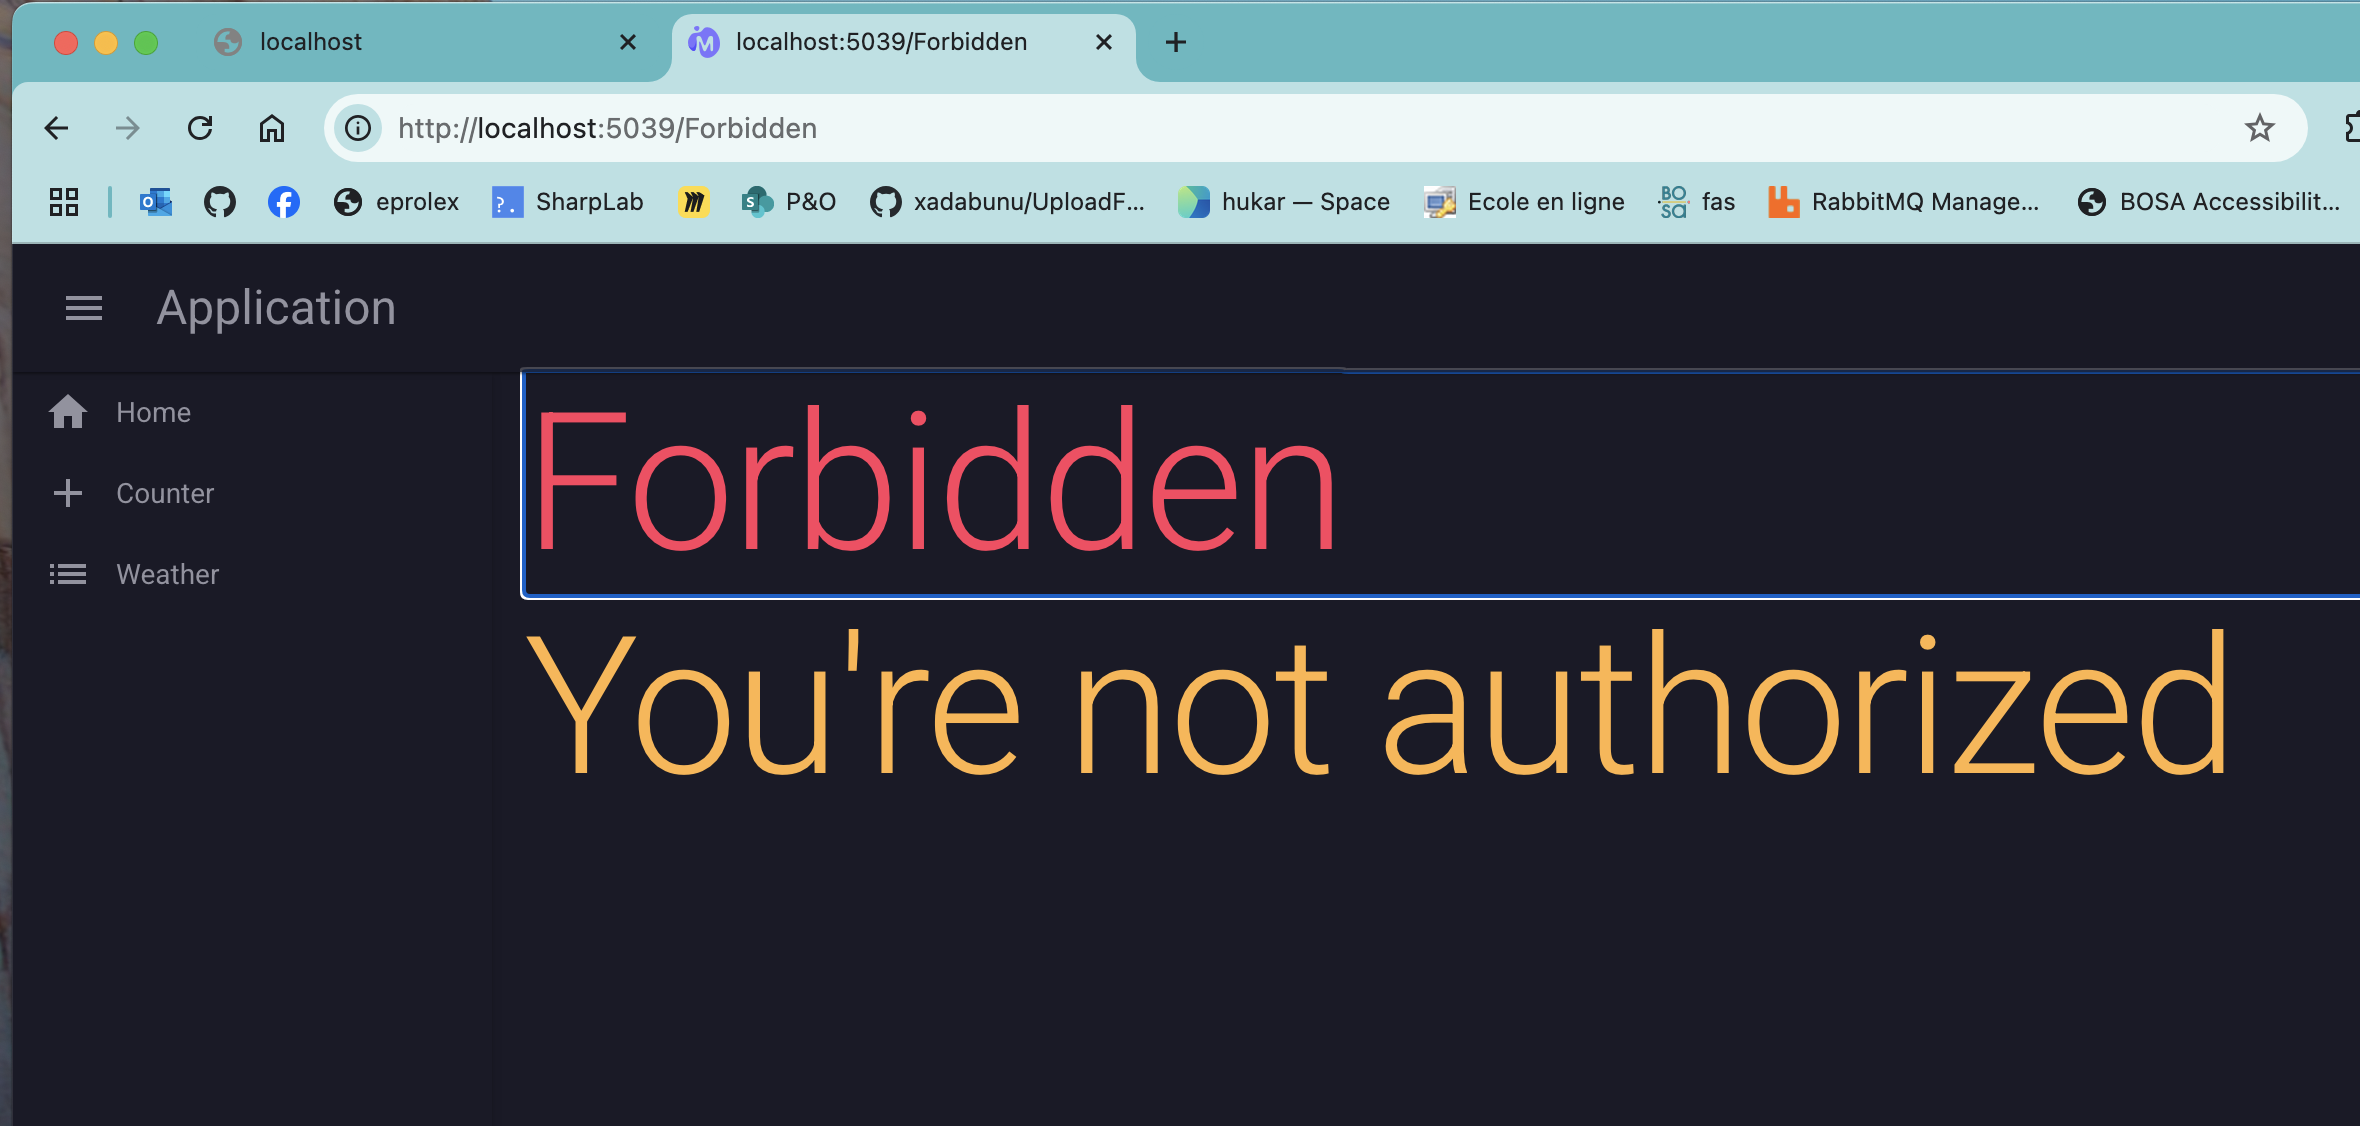 localhost
localhost:5039/Forbidden
http://localhost:5039/Forbidden
eprolex
SharpLab
P&O
xadabunu/UploadF...
hukar — Space
Ecole en ligne
BOSA
fas
RabbitMQ Manage...
BOSA Accessibilit...
Application
Home
Counter
Weather
Forbidden
You're not authorized